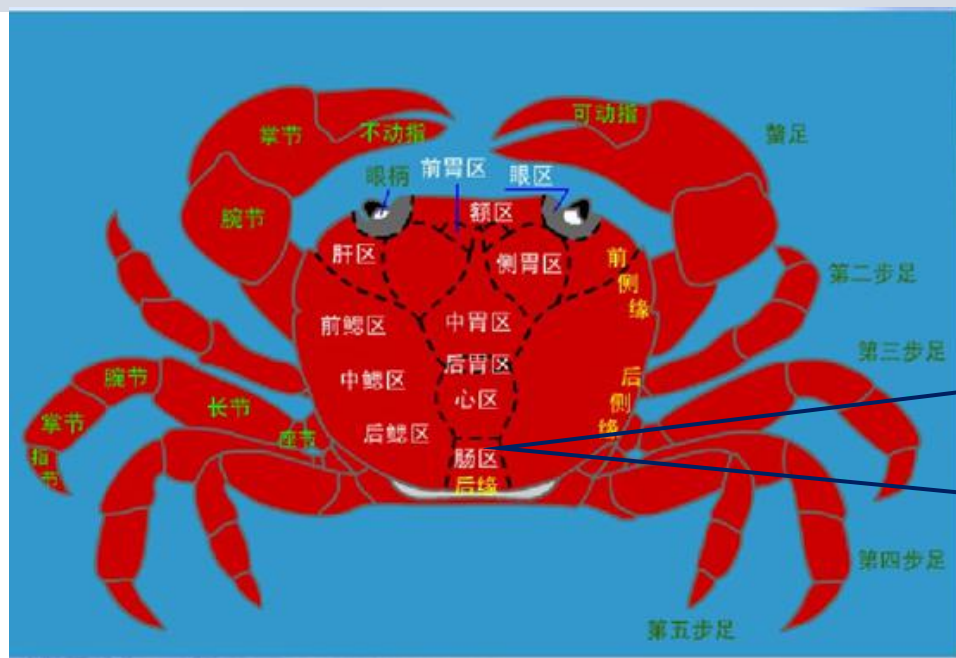 可动指
掌节
不动指
螯足
前胃区
眼区
眼柄
腕节
额区
肝区
侧胃区
前
侧
缘
第二步足
前鳃区
中胃区
第三步足
后胃区
腕节
中鳃区
心区
后
侧
缘
长节
掌节
座节
后鳃区
指
节
肠区
后缘
第四步足
第五步足